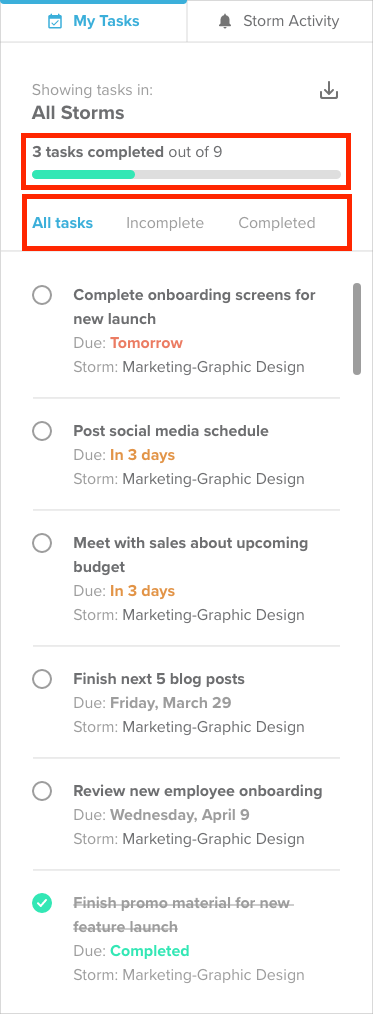 My Tasks
Storm Activity
Showing tasks in:
All Storms
3 tasks completed out of 9
All tasks
Incomplete
Completed
Complete onboarding screens for
new launch
Due: Tomorrow
Storm: Marketing-Graphic Design
Post social media schedule
Due: In 3 days
Storm: Marketing-Graphic Design
Meet with sales about upcoming
budget
Due: In 3 days
Storm: Marketing-Graphic Design
Finish next 5 blog posts
Due: Friday, March 29
Storm: Marketing-Graphic Design
Review new employee onboarding
Due: Wednesday, April 9
Storm: Marketing-Graphic Design
Finish promo material for new
feature launch
Due: Completed
Storm: Marketing-Graphic Design